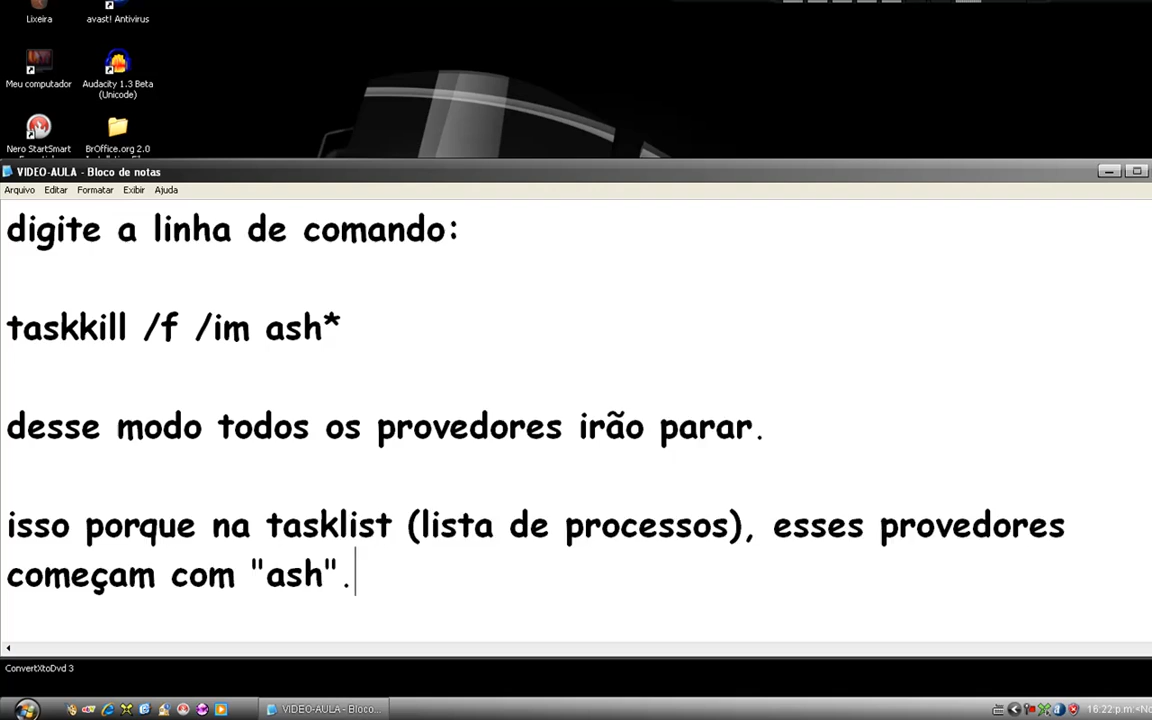 Lixeira
avast! Antivirus
Meu computador
Audacity 1.3 Beta
(Unicode)
Nero StartSmart
BrOffice.org 2.0
VIDEO-AULA - Bloco de notas
Arquivo Editar Formatar Exibir Ajuda
digite a linha de comando:
taskkill /f /im ash*
desse modo todos os provedores irão parar.
isso porque na tasklist (lista de processos), esses provedores
começam com "ash".
ConvertXtoDvd 3
VIDEO-AULA - Bloco...
16:22:p.m:<No